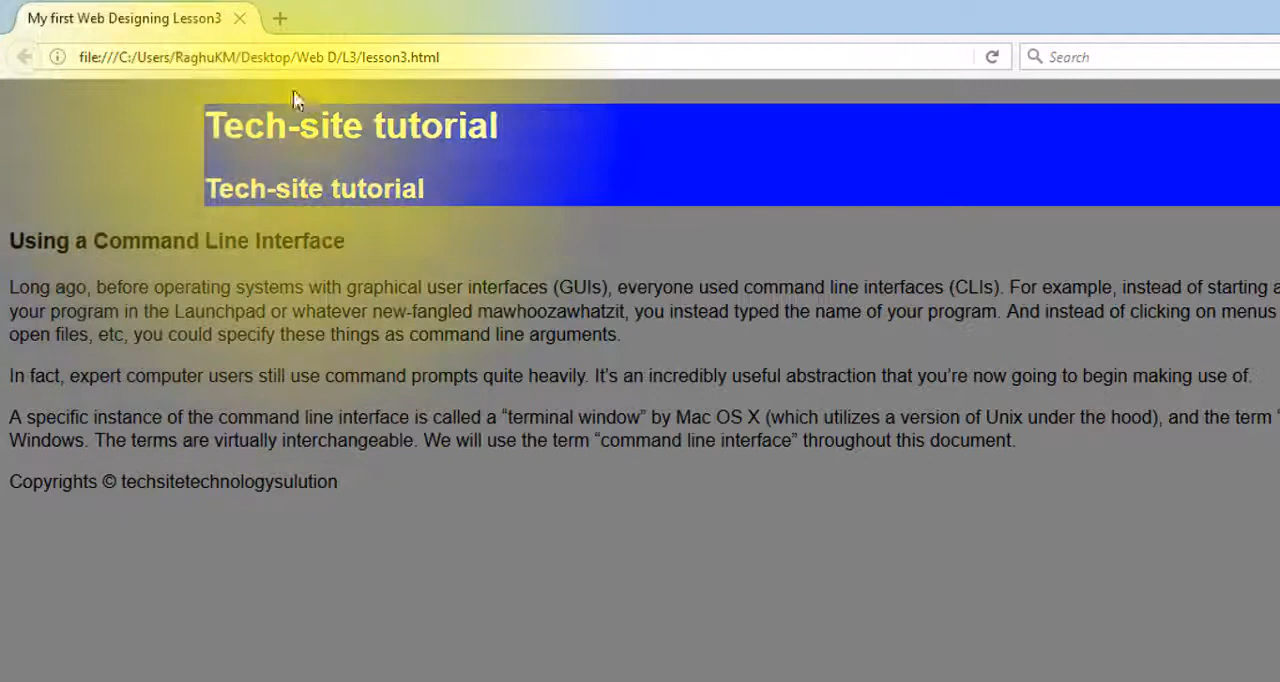 My first Web Designing Lesson3
file:///C:/Users/RaghuKM/Desktop/Web D/L3/lesson3.html
Search
Tech-site tutorial
Tech-site tutorial
Using a Command Line Interface
Long ago, before operating systems with graphical user interfaces (GUIs), everyone used command line interfaces (CLIs). For example, instead of starting a
your program in the Launchpad or whatever new-fangled mawhoozawhatzit, you instead typed the name of your program. And instead of clicking on menus
open files, etc, you could specify these things as command line arguments.
In fact, expert computer users still use command prompts quite heavily. It’s an incredibly useful abstraction that you’re now going to begin making use of.
A specific instance of the command line interface is called a “terminal window” by Mac OS X (which utilizes a version of Unix under the hood), and the term “
Windows. The terms are virtually interchangeable. We will use the term “command line interface” throughout this document.
Copyrights © techsitetechnologysulution